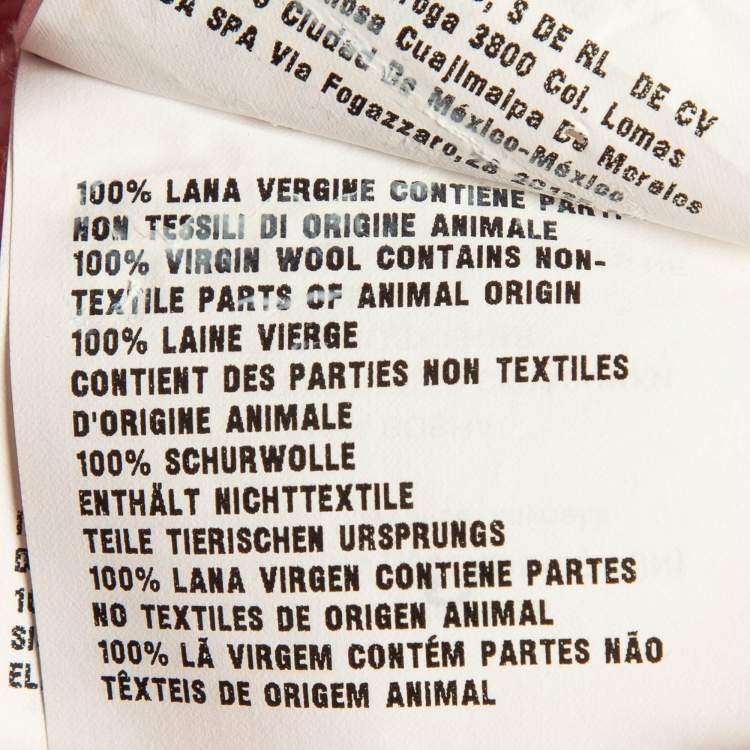 S DE RL DE CV
3800 Col. Lomas
Cuajimalpa De Morelos
Ciudad De México-México
SPA Via Fogazzaro, 28
100% LANA VERGINE CONTIENE PARTI
NON TESSILI DI ORIGINE ANIMALE
100% VIRGIN WOOL CONTAINS NON-
TEXTILE PARTS OF ANIMAL ORIGIN
100% LAINE VIERGE
CONTIENT DES PARTIES NON TEXTILES
D'ORIGINE ANIMALE
100% SCHURWOLLE
ENTHÄLT NICHTTEXTILE
TEILE TIERISCHEN URSPRUNGS
100% LANA VIRGEN CONTIENE PARTES
NO TEXTILES DE ORIGEN ANIMAL
100% LÃ VIRGEM CONTÉM PARTES NÃO
TÊXTEIS DE ORIGEM ANIMAL